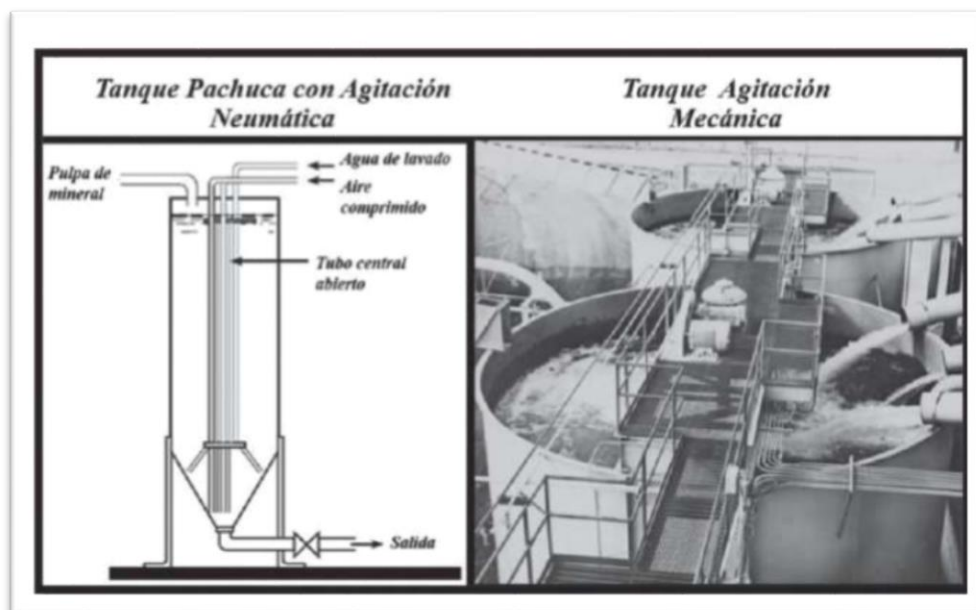 Tanque Pachuca con Agitación
Neumática
Tanque Agitación
Mecánica
Pulpa de
mineral
Agua de lavado
Aire
comprimido
Tubo central
abierto
Salida